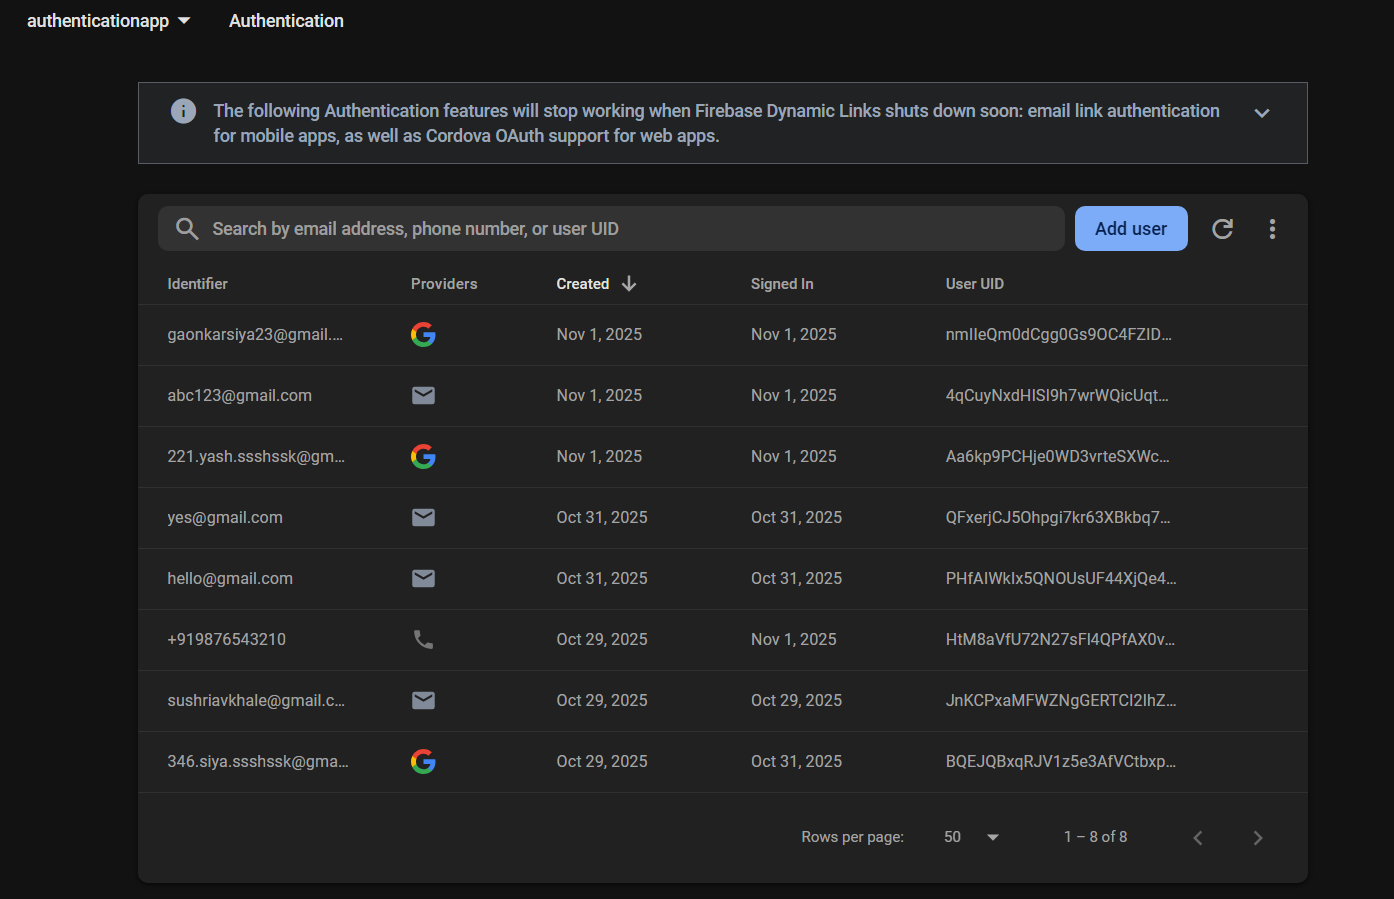 authenticationapp Authentication
The following Authentication features will stop working when Firebase Dynamic Links shuts down soon: email link authentication
for mobile apps, as well as Cordova OAuth support for web apps.
Search by email address, phone number, or user UID Add user
Identifier Providers Created Signed In User UID
gaonkarsiya23@gmail.... Nov 1, 2025 Nov 1, 2025 nmlIeQm0dCgg0Gs9OC4FZID...
abc123@gmail.com Nov 1, 2025 Nov 1, 2025 4qCuyNxdHISI9h7wrWQicUqt...
221.yash.ssshssk@gm... Nov 1, 2025 Nov 1, 2025 Aa6kp9PCHje0WD3vrteSXWc...
yes@gmail.com Oct 31, 2025 Oct 31, 2025 QFxerjCJ5Ohpgi7kr63XBkbq7...
hello@gmail.com Oct 31, 2025 Oct 31, 2025 PHfAIWkIx5QNOUsUF44XjQe4...
+919876543210 Oct 29, 2025 Nov 1, 2025 HtM8aVfU72N27sFI4QPfAX0v...
sushriavkhale@gmail.c... Oct 29, 2025 Oct 29, 2025 JnKCPxaMFWZNgGERTCI2IhZ...
346.siya.ssshssk@gma... Oct 29, 2025 Oct 31, 2025 BQEJQBxqRJV1z5e3AfVCtbxp...
Rows per page: 50 1 – 8 of 8